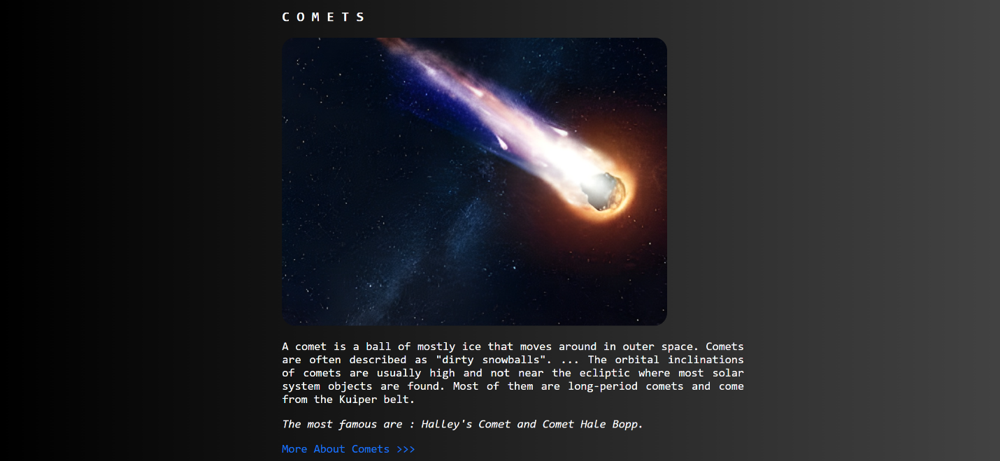 COMETS
A comet is a ball of mostly ice that moves around in outer space. Comets
are often described as "dirty snowballs". ... The orbital inclinations
of comets are usually high and not near the ecliptic where most solar
system objects are found. Most of them are long-period comets and come
from the Kuiper belt.
The most famous are : Halley's Comet and Comet Hale Bopp.
More About Comets >>>